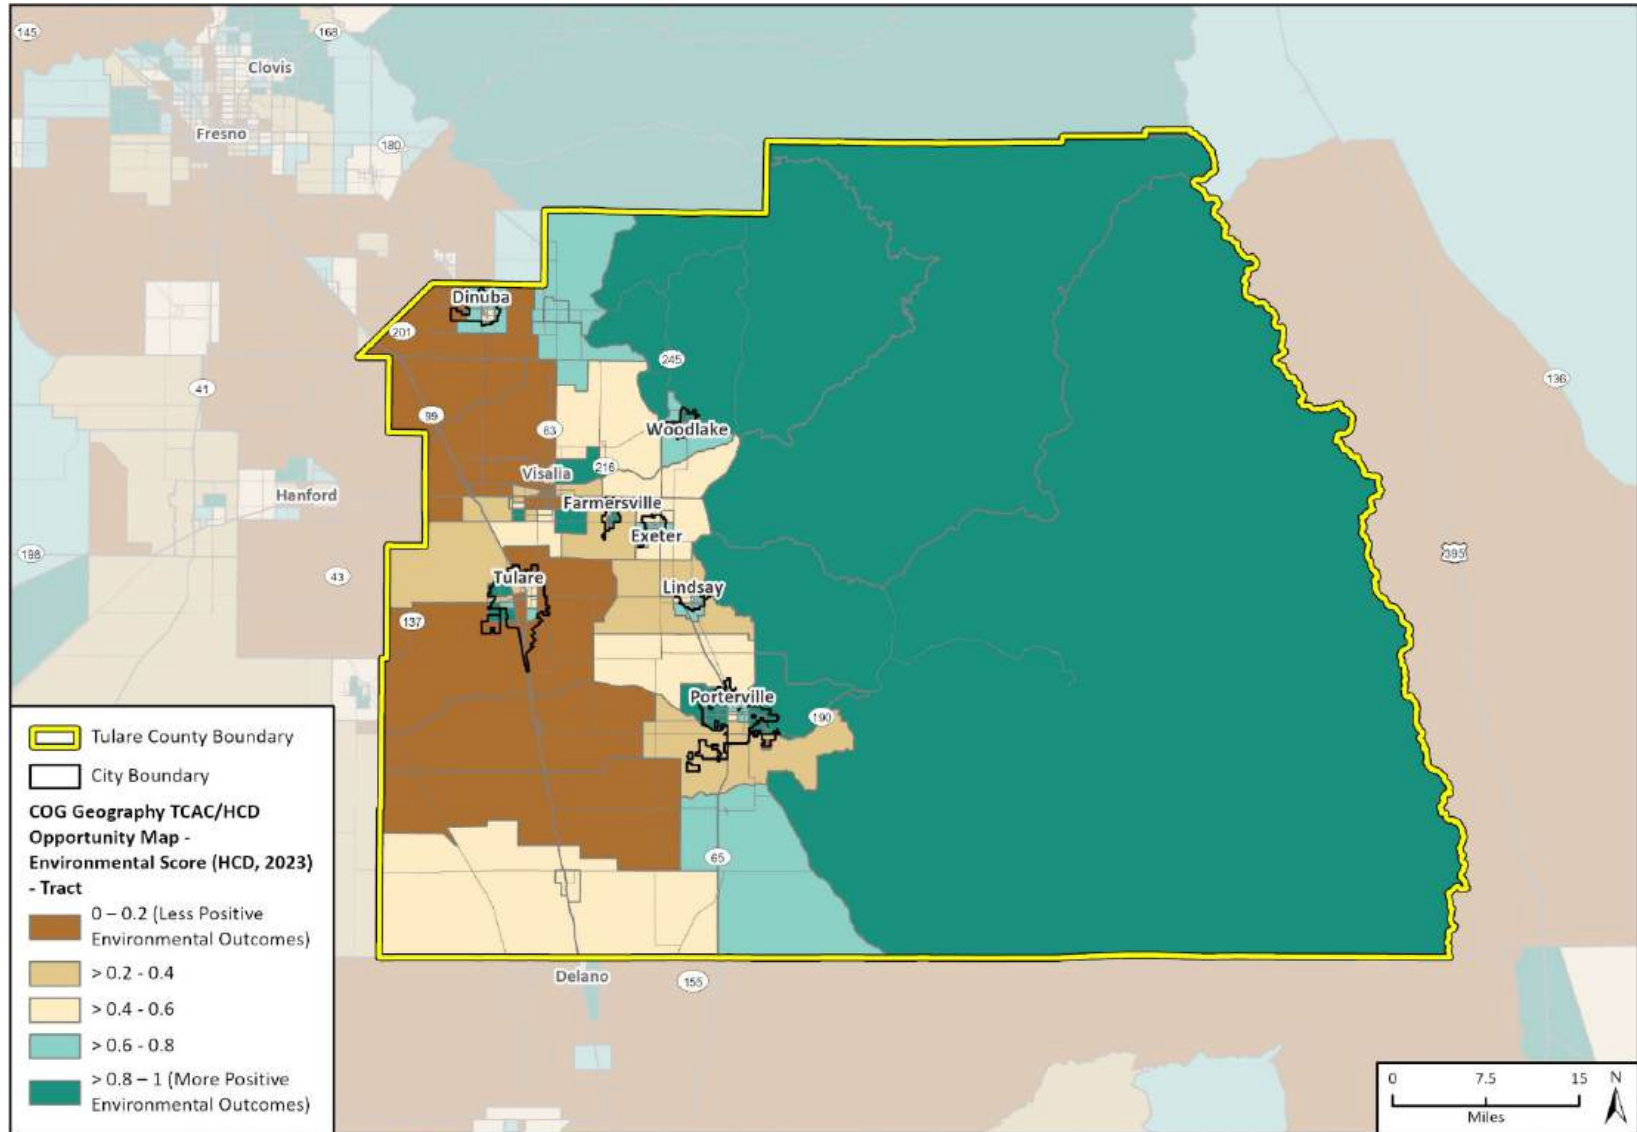 145
168
Clovis
Fresno
180
Dinuba
201
245
136
41
99
63
Woodlake
216
Visalia
Hanford
Farmersville
Exeter
198
395
43
Tulare
Lindsay
137
Porterville
190
65
Delano
155
Tulare County Boundary
City Boundary
COG Geography TCAC/HCD
Opportunity Map -
Environmental Score (HCD, 2023)
- Tract
0 – 0.2 (Less Positive
Environmental Outcomes)
> 0.2 - 0.4
> 0.4 - 0.6
> 0.6 - 0.8
> 0.8 – 1 (More Positive
Environmental Outcomes)
0 7.5 15
Miles
N